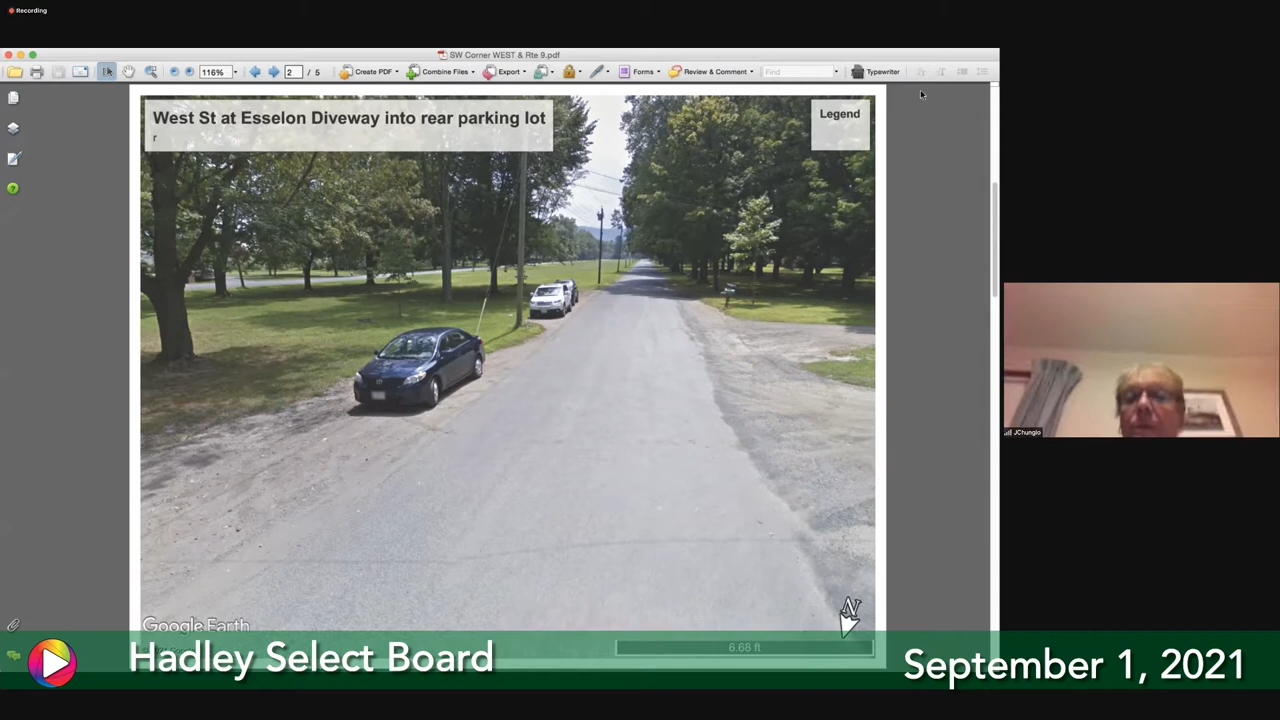 Recording
SW Corner WEST & Rte 9.pdf
116%
2 / 5
Create PDF
Combine Files
Export
Forms
Review & Comment
Find
Typewriter
West St at Esselon Diveway into rear parking lot
r
Legend
JChunglo
N
Google Earth
6.68 ft
Hadley Select Board
September 1, 2021